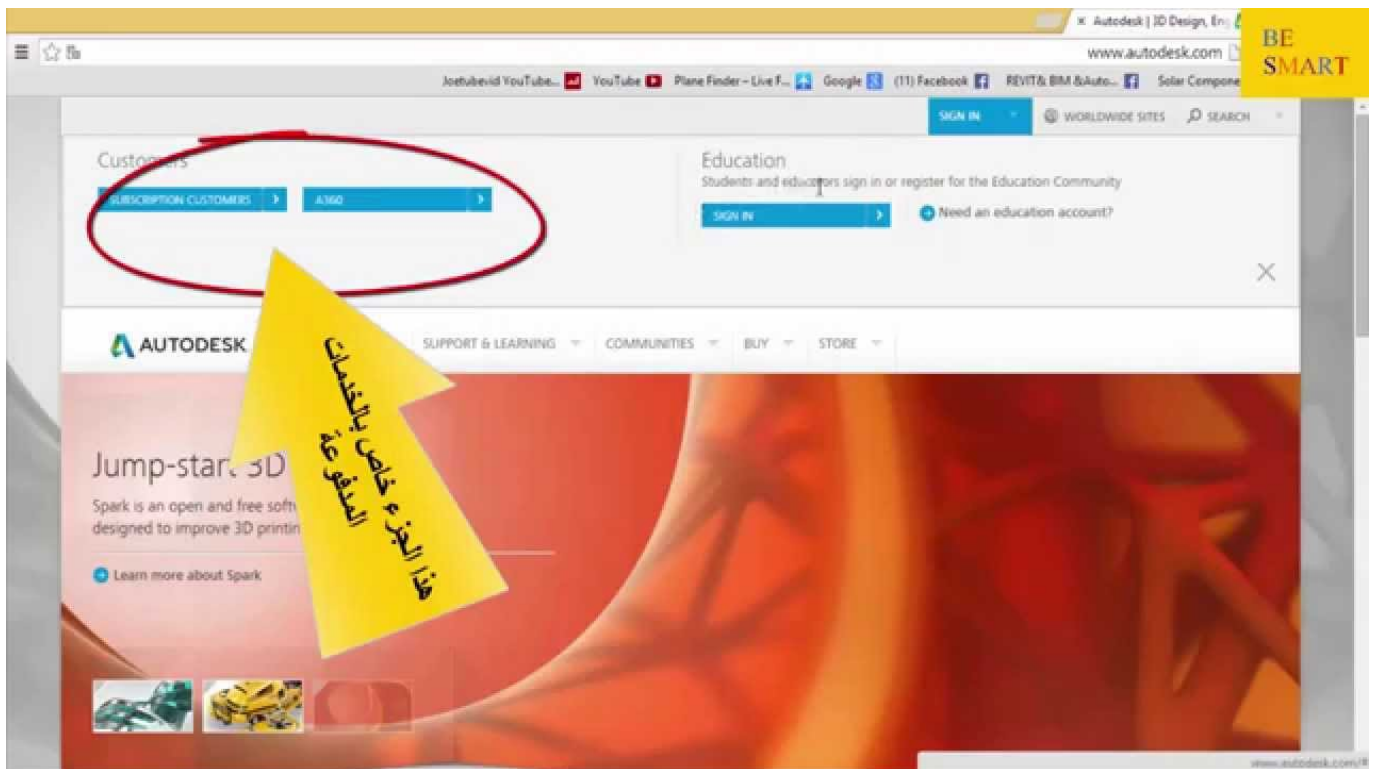 Autodesk | 3D Design, Eng
BE
SMART
www.autodesk.com
Joetubevid YouTube... YouTube Plane Finder - Live F... Google (11) Facebook REVIT& BIM &Auto... Solar Compone
SIGN IN WORLDWIDE SITES SEARCH
Customers
SUBSCRIPTION CUSTOMERS A360
Education
Students and educators sign in or register for the Education Community
SIGN IN Need an education account?
AUTODESK SUPPORT & LEARNING COMMUNITIES BUY STORE
هذا الجزء خاص بالخدمات
المدفوعة
Jump-start 3D
Spark is an open and free soft
designed to improve 3D printin
Learn more about Spark
www.autodesk.com/#